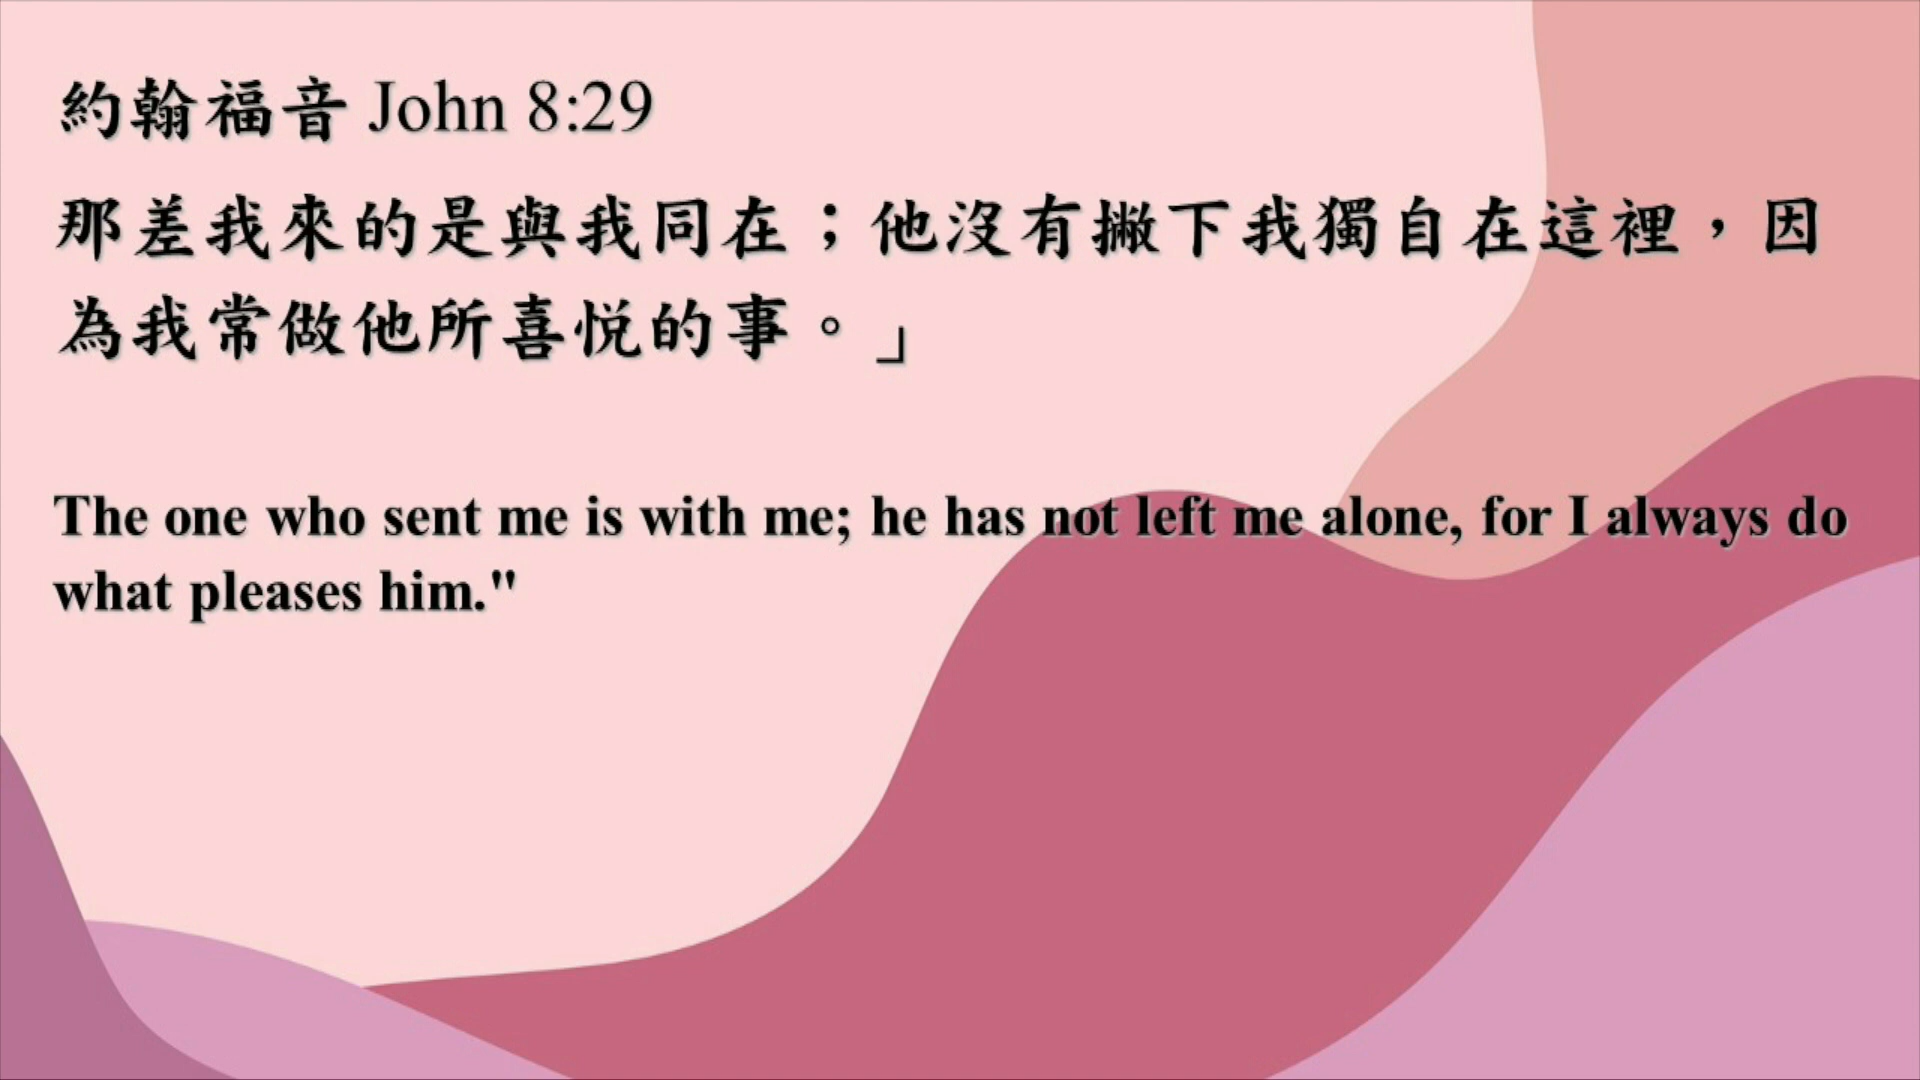 約翰福音 John 8:29
那差我來的是與我同在；他沒有撇下我獨自在這裡，因
為我常做他所喜悅的事。」
The one who sent me is with me; he has not left me alone, for I always do
what pleases him."